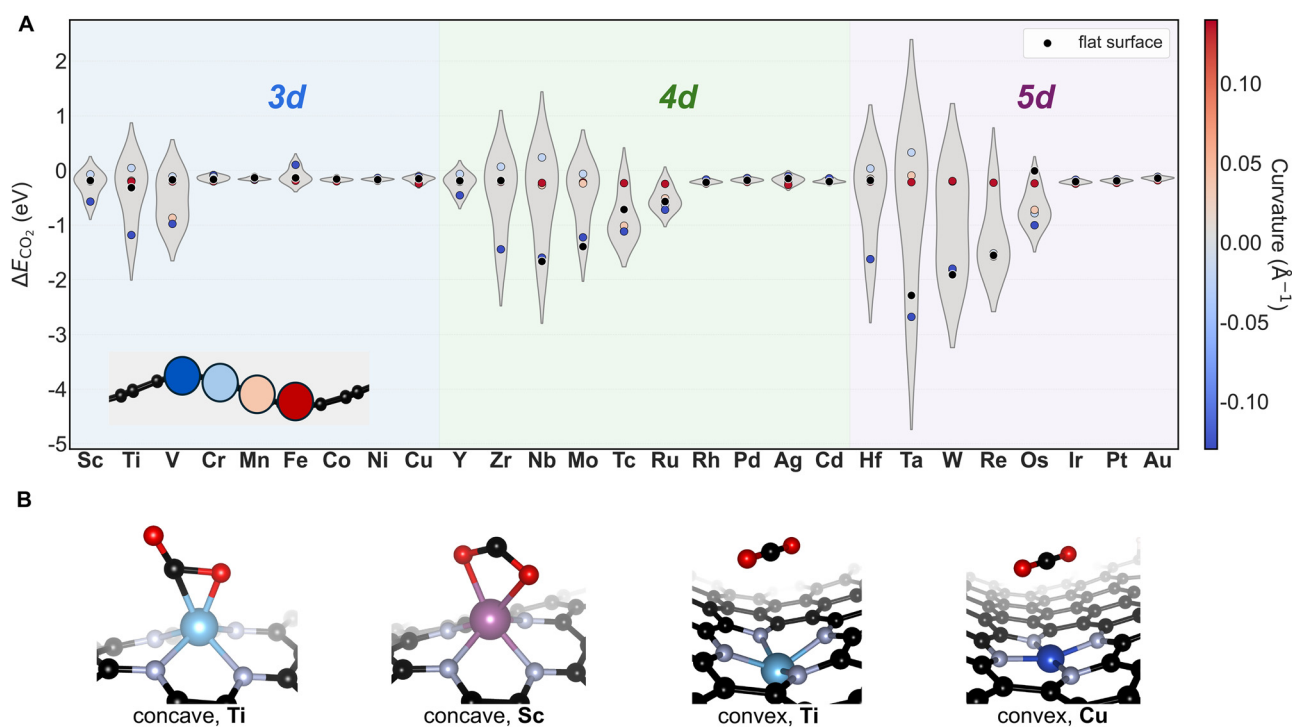 A
flat surface
3d 4d 5d
2
1
0
-1
-2
-3
-4
-5
ΔE_CO₂ (eV)
Sc Ti V Cr Mn Fe Co Ni Cu Y Zr Nb Mo Tc Ru Rh Pd Ag Cd Hf Ta W Re Os Ir Pt Au
0.10
0.05
0.00
-0.05
-0.10
Curvature (Å⁻¹)
B
concave, Ti concave, Sc convex, Ti convex, Cu